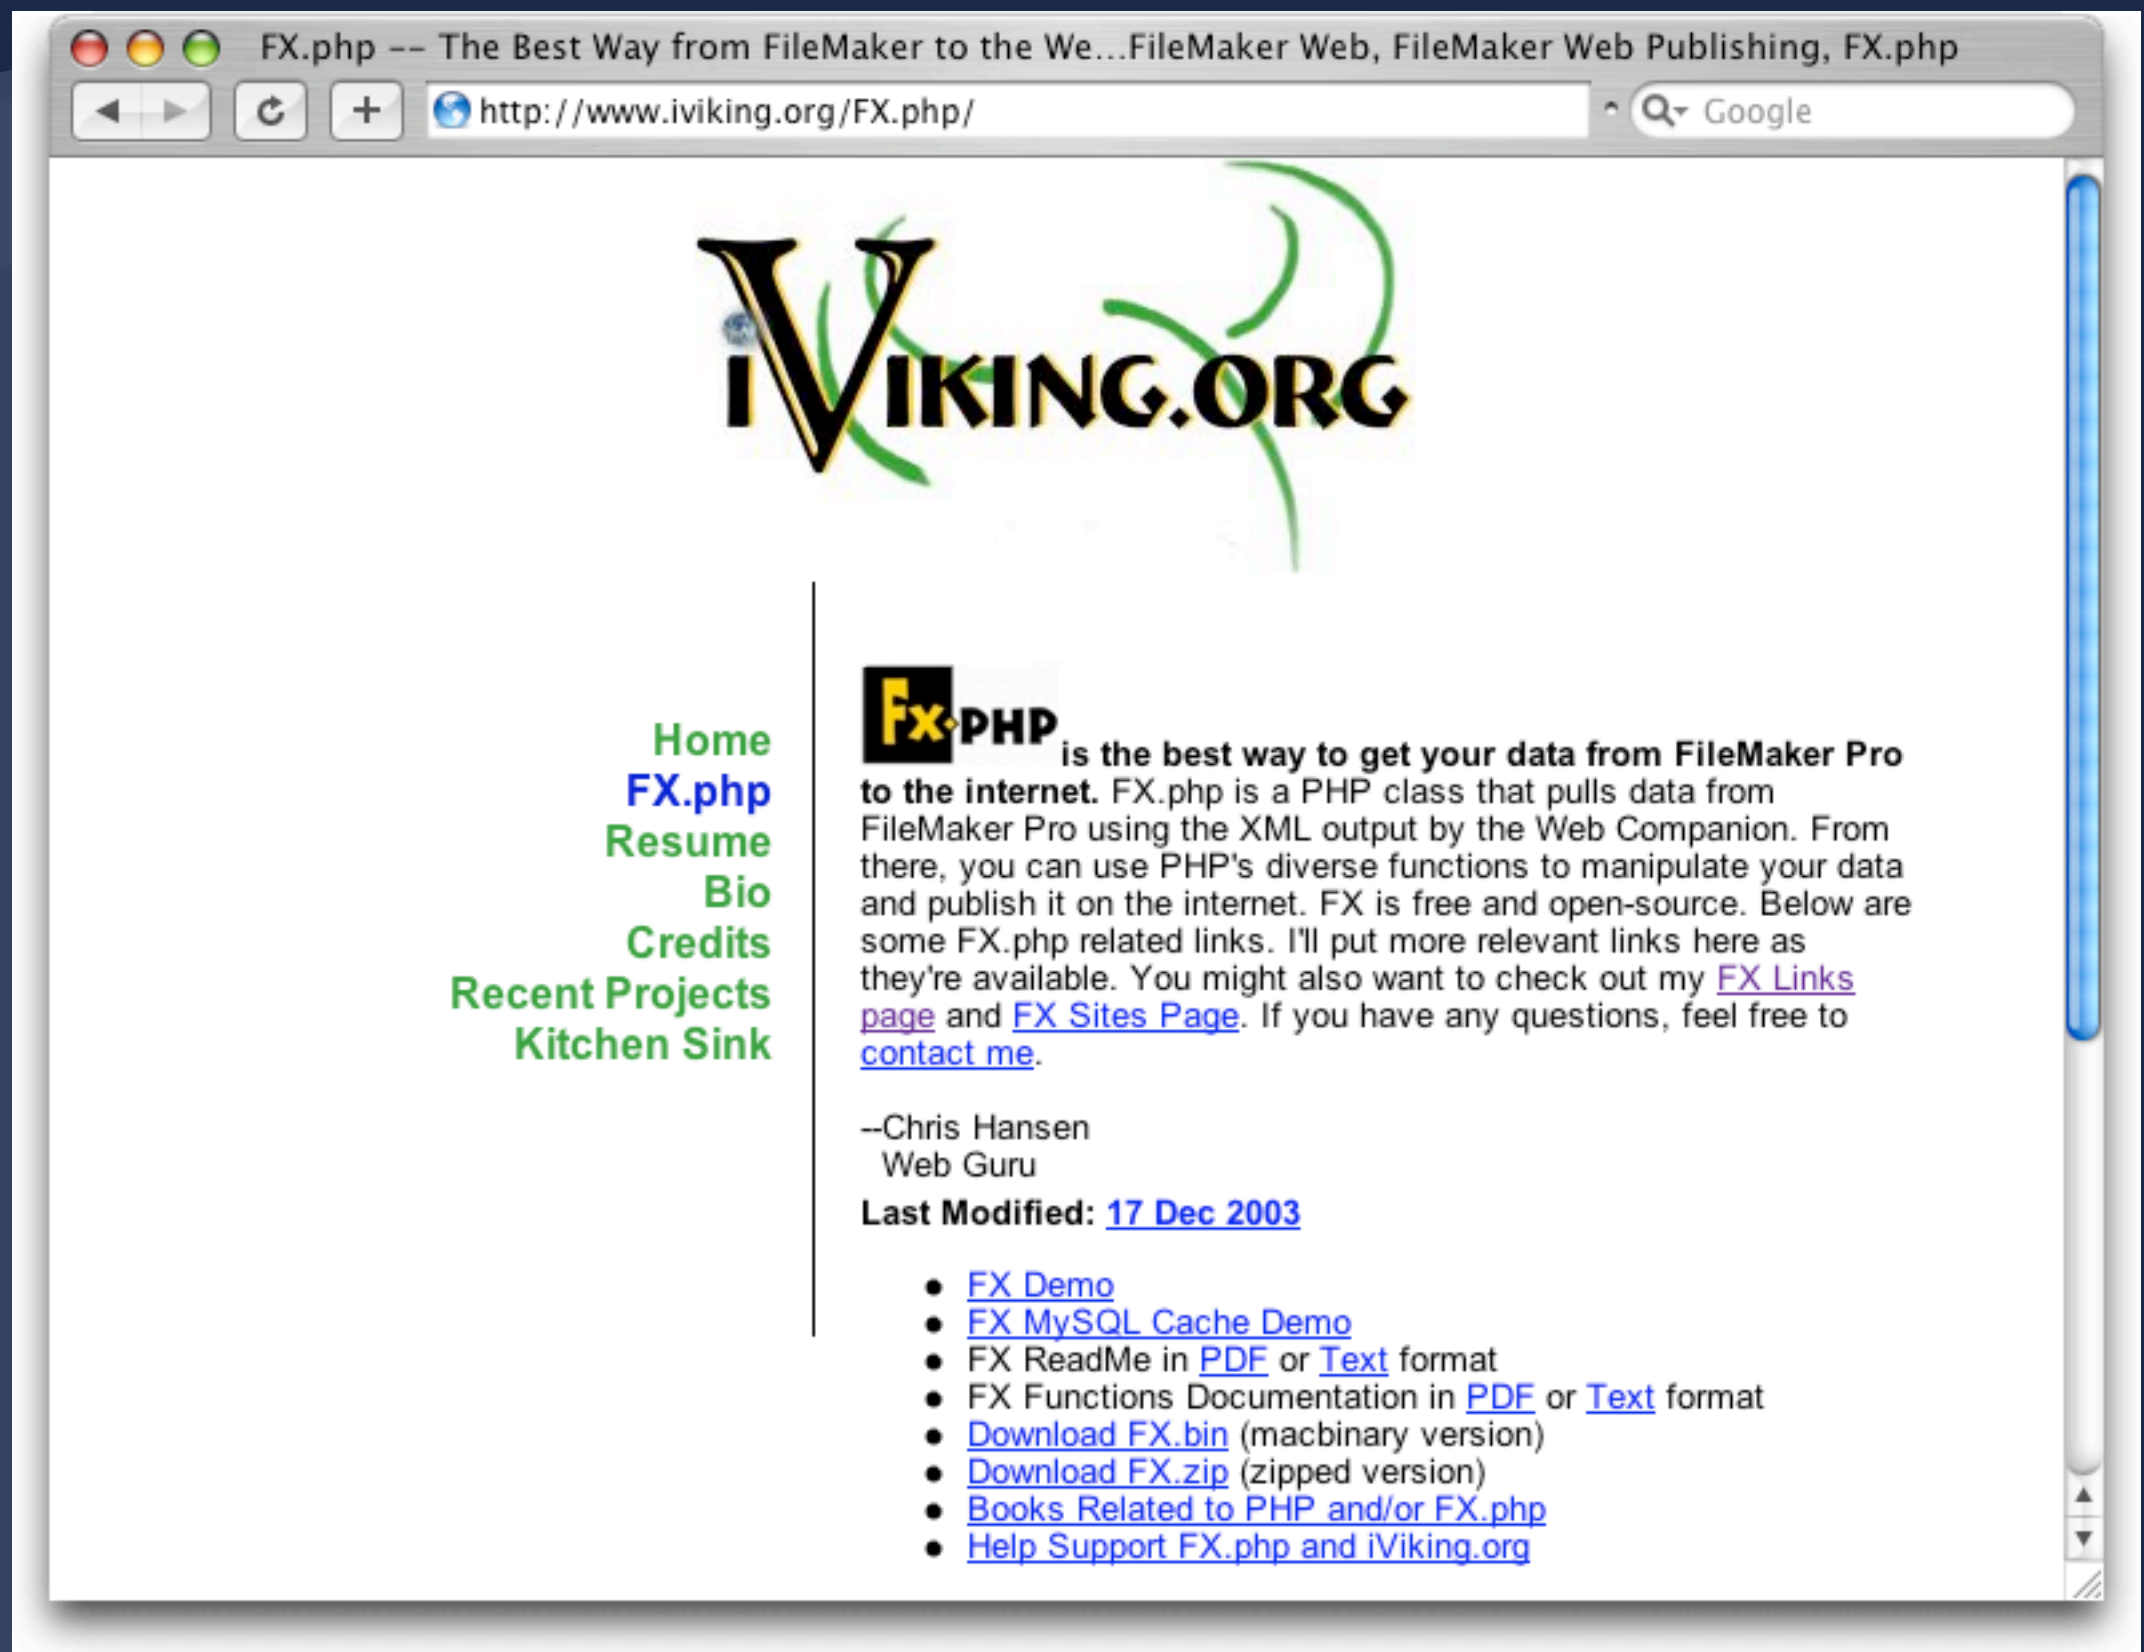 FX.php -- The Best Way from FileMaker to the We...FileMaker Web, FileMaker Web Publishing, FX.php
http://www.iviking.org/FX.php/
Google
iVIKING.ORG
Home
FX.php
Resume
Bio
Credits
Recent Projects
Kitchen Sink
Fx.PHP is the best way to get your data from FileMaker Pro
to the internet. FX.php is a PHP class that pulls data from
FileMaker Pro using the XML output by the Web Companion. From
there, you can use PHP's diverse functions to manipulate your data
and publish it on the internet. FX is free and open-source. Below are
some FX.php related links. I'll put more relevant links here as
they're available. You might also want to check out my FX Links
page and FX Sites Page. If you have any questions, feel free to
contact me.
--Chris Hansen
Web Guru
Last Modified: 17 Dec 2003
• FX Demo
• FX MySQL Cache Demo
• FX ReadMe in PDF or Text format
• FX Functions Documentation in PDF or Text format
• Download FX.bin (macbinary version)
• Download FX.zip (zipped version)
• Books Related to PHP and/or FX.php
• Help Support FX.php and iViking.org